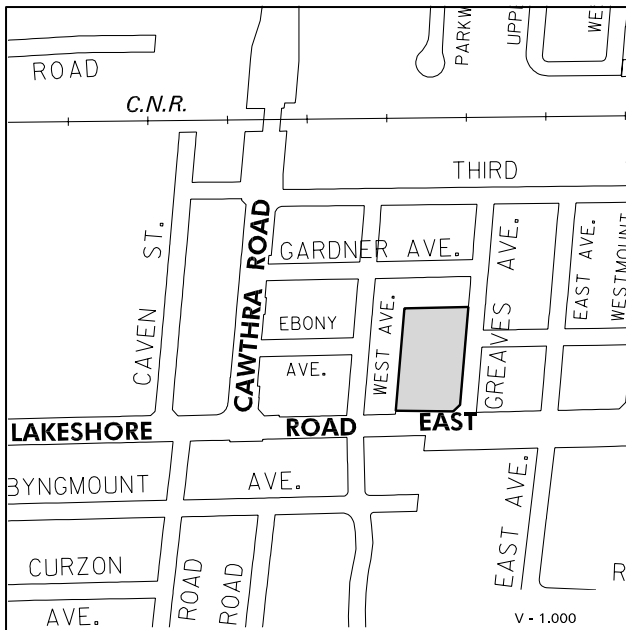 PARKW
UPPE
WE
ROAD
C.N.R.
THIRD
CAVEN ST.
CAWTHRA ROAD
GARDNER AVE.
EAST AVE.
WESTMOUNT
EBONY
AVE.
WEST AVE.
GREAVES AVE.
LAKESHORE ROAD EAST
BYNGMOUNT AVE.
EAST AVE.
CURZON
AVE.
ROAD
ROAD
R
V - 1.000